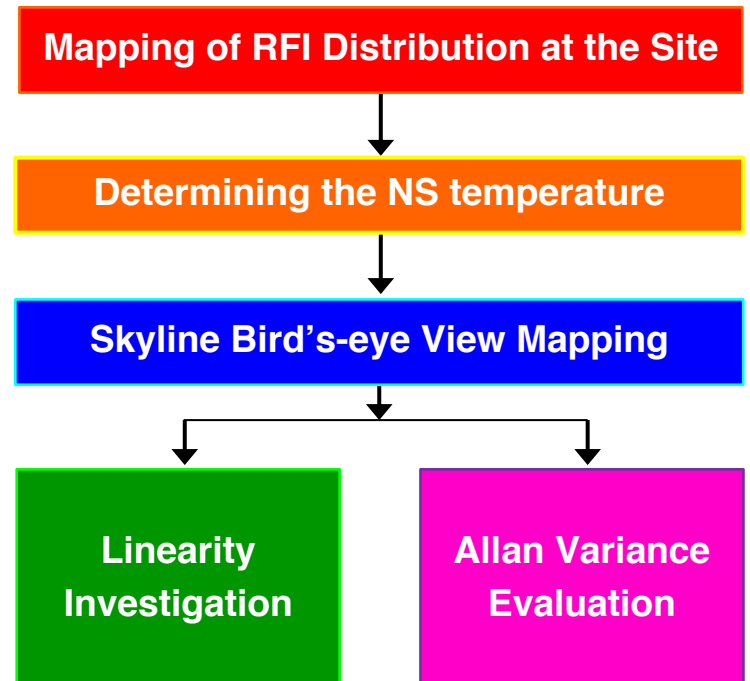 Mapping of RFI Distribution at the Site
Determining the NS temperature
Skyline Bird’s-eye View Mapping
Linearity
Investigation
Allan Variance
Evaluation